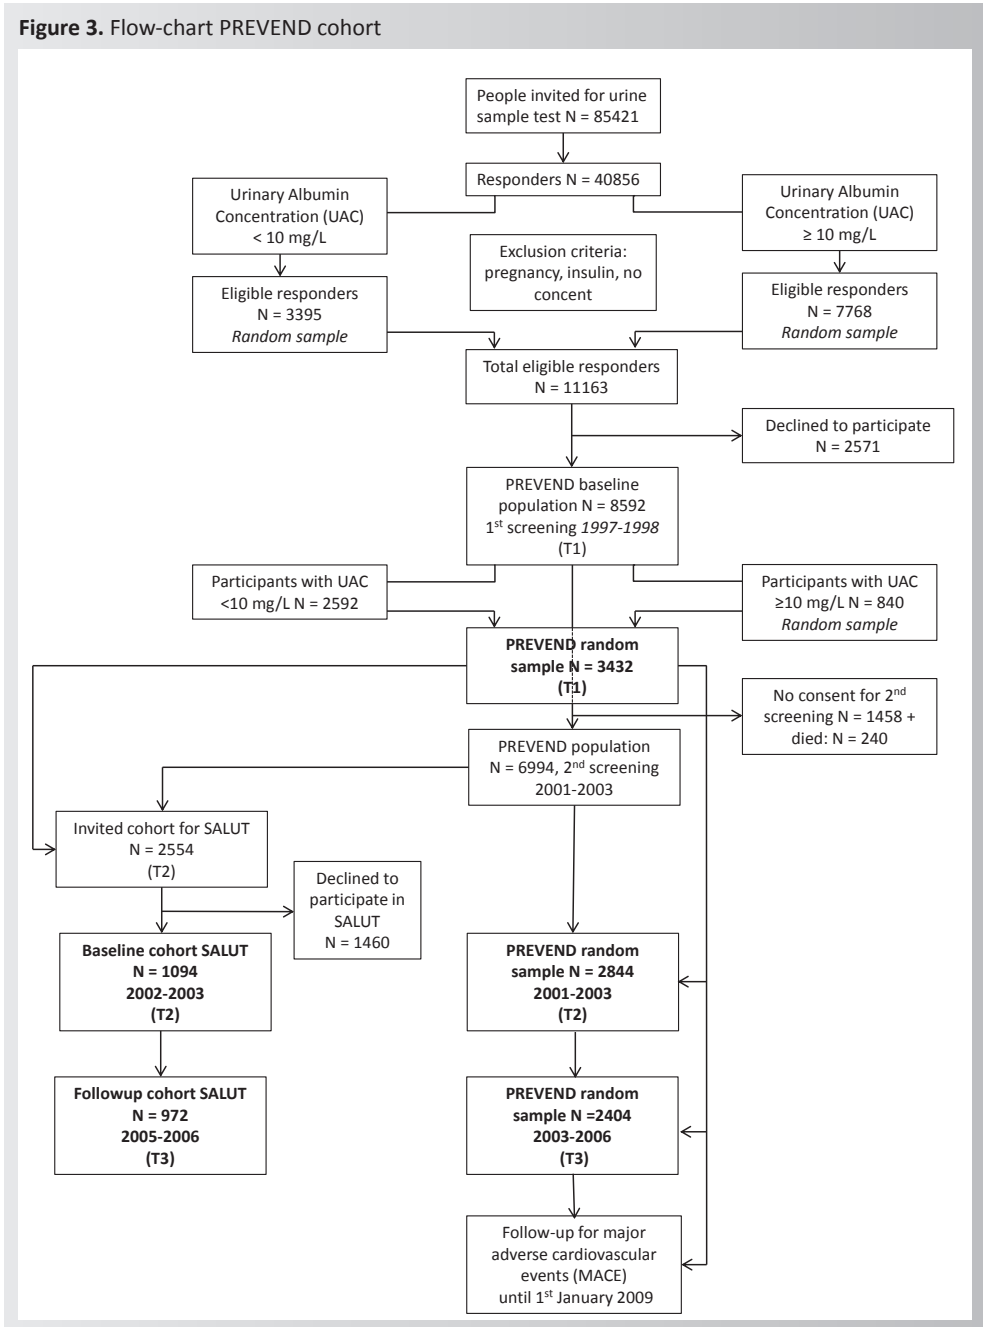 Figure 3. Flow-chart PREVEND cohort
People invited for urine
sample test N = 85421
Responders N = 40856
Urinary Albumin
Concentration (UAC)
< 10 mg/L
Urinary Albumin
Concentration (UAC)
≥ 10 mg/L
Exclusion criteria:
pregnancy, insulin, no
concent
Eligible responders
N = 3395
Random sample
Eligible responders
N = 7768
Random sample
Total eligible responders
N = 11163
Declined to participate
N = 2571
PREVEND baseline
population N = 8592
1st screening 1997-1998
(T1)
Participants with UAC
<10 mg/L N = 2592
Participants with UAC
≥10 mg/L N = 840
Random sample
PREVEND random
sample N = 3432
(T1)
No consent for 2nd
screening N = 1458 +
died: N = 240
PREVEND population
N = 6994, 2nd screening
2001-2003
Invited cohort for SALUT
N = 2554
(T2)
Declined to
participate in
SALUT
N = 1460
Baseline cohort SALUT
N = 1094
2002-2003
(T2)
PREVEND random
sample N = 2844
2001-2003
(T2)
Followup cohort SALUT
N = 972
2005-2006
(T3)
PREVEND random
sample N =2404
2003-2006
(T3)
Follow-up for major
adverse cardiovascular
events (MACE)
until 1st January 2009